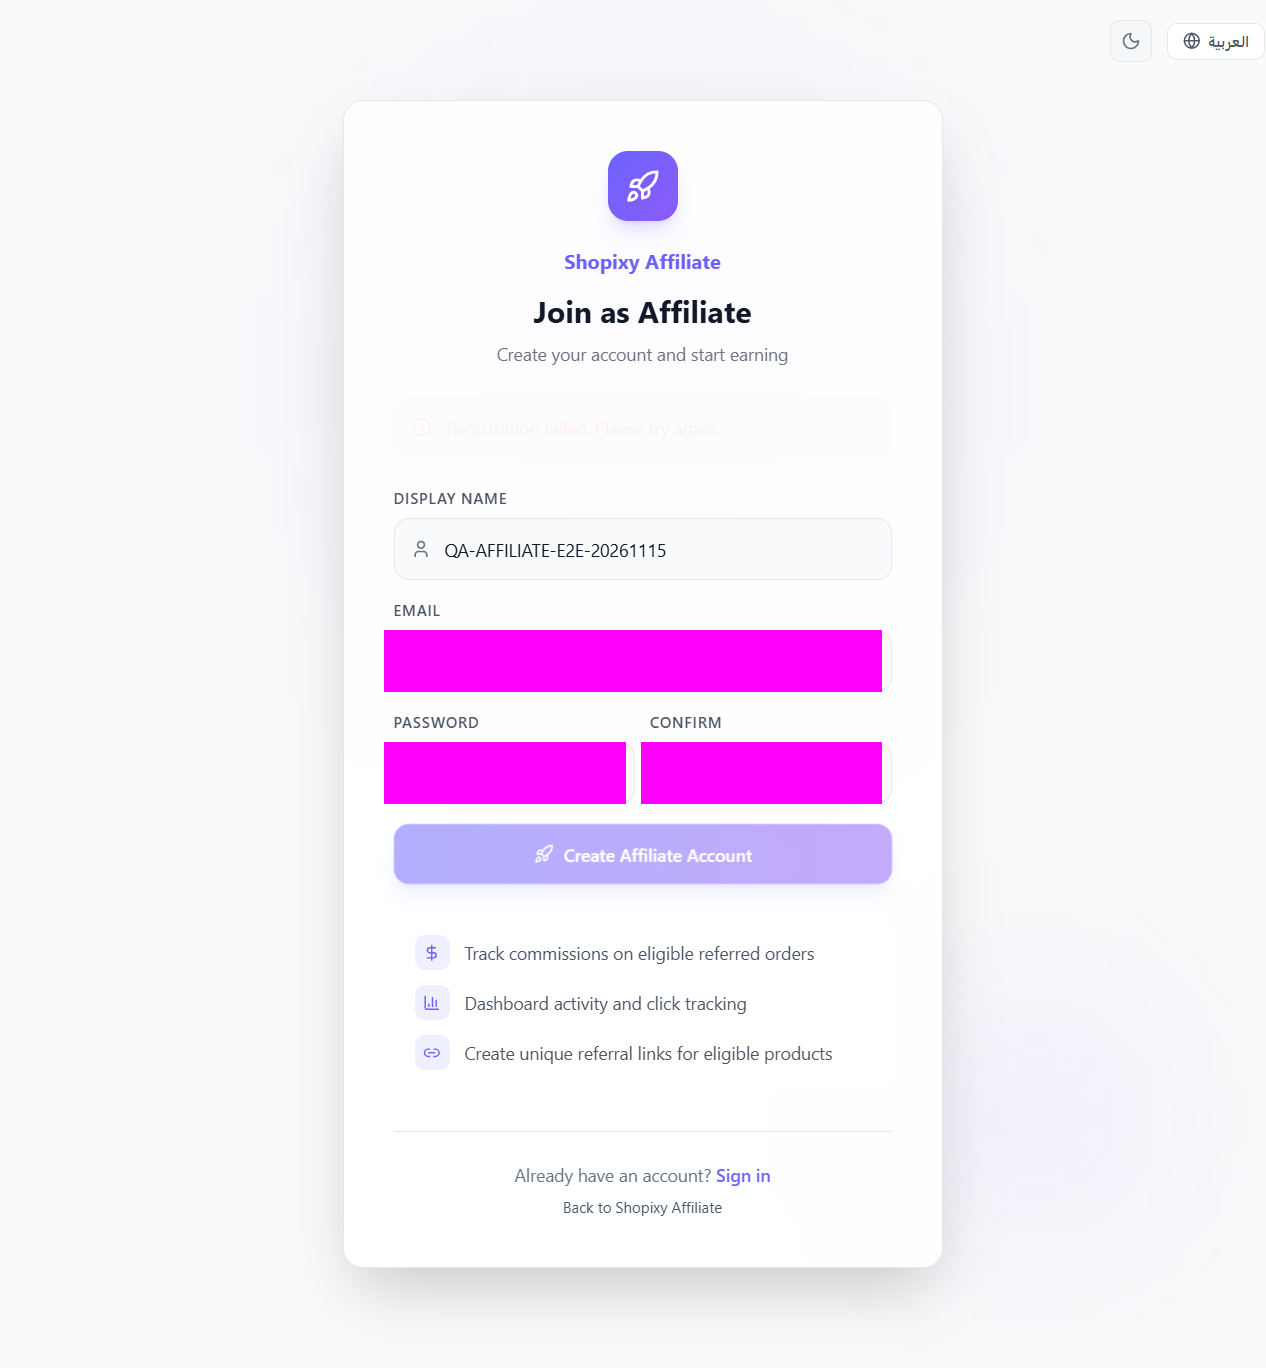 العربية
Shopixy Affiliate
Join as Affiliate
Create your account and start earning
Registration failed. Please try again.
DISPLAY NAME
QA-AFFILIATE-E2E-20261115
EMAIL
PASSWORD
CONFIRM
Create Affiliate Account
Track commissions on eligible referred orders
Dashboard activity and click tracking
Create unique referral links for eligible products
Already have an account? Sign in
Back to Shopixy Affiliate